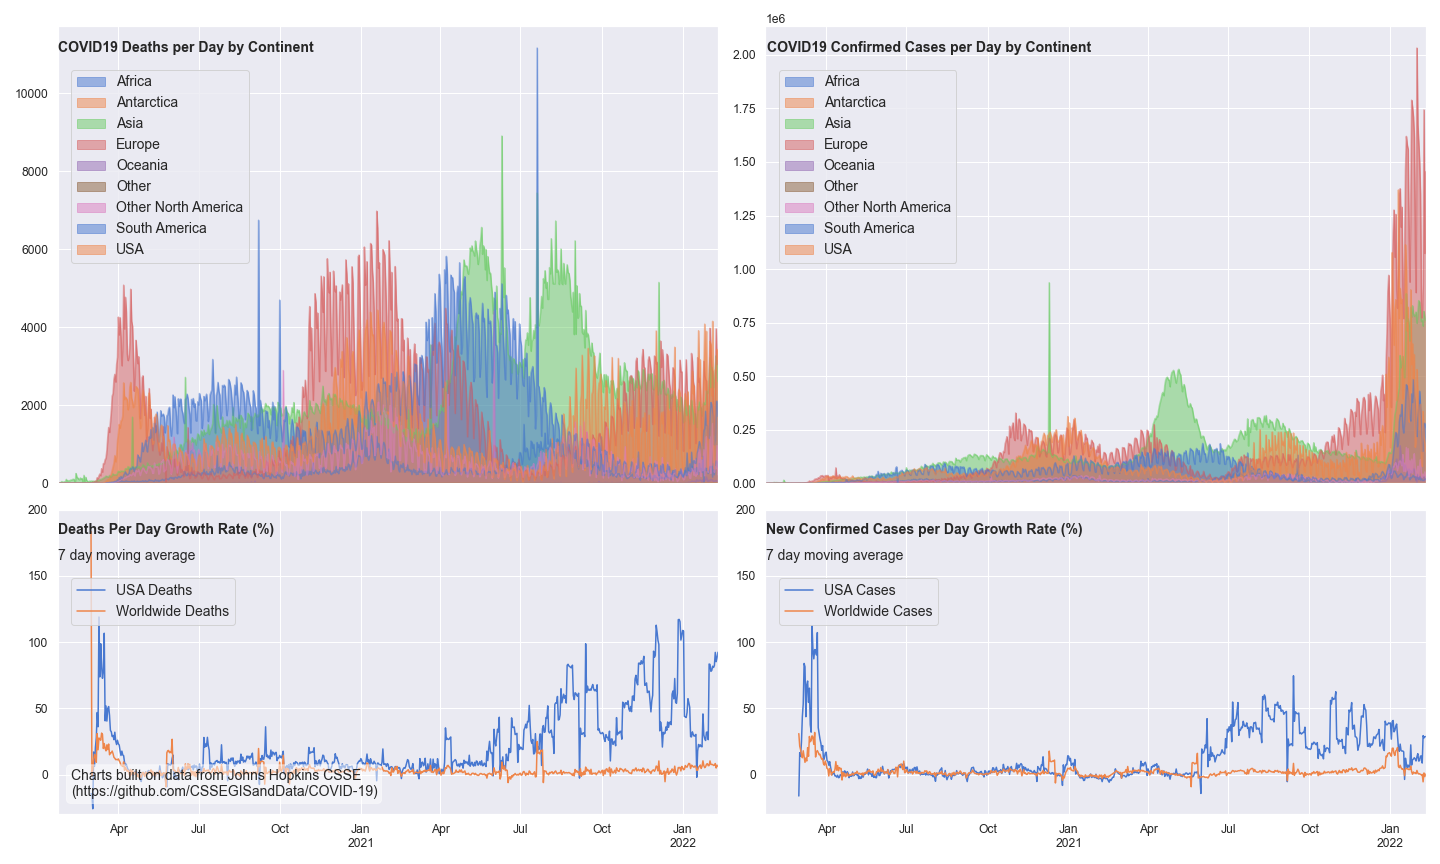 COVID19 Deaths per Day by Continent
Africa
Antarctica
Asia
Europe
Oceania
Other
Other North America
South America
USA
10000
8000
6000
4000
2000
0
1e6
COVID19 Confirmed Cases per Day by Continent
Africa
Antarctica
Asia
Europe
Oceania
Other
Other North America
South America
USA
2.00
1.75
1.50
1.25
1.00
0.75
0.50
0.25
0.00
Deaths Per Day Growth Rate (%)
7 day moving average
USA Deaths
Worldwide Deaths
200
150
100
50
0
Charts built on data from Johns Hopkins CSSE
(https://github.com/CSSEGISandData/COVID-19)
Apr Jul Oct Jan Apr Jul Oct Jan
2021 2022
New Confirmed Cases per Day Growth Rate (%)
7 day moving average
USA Cases
Worldwide Cases
200
150
100
50
0
Apr Jul Oct Jan Apr Jul Oct Jan
2021 2022